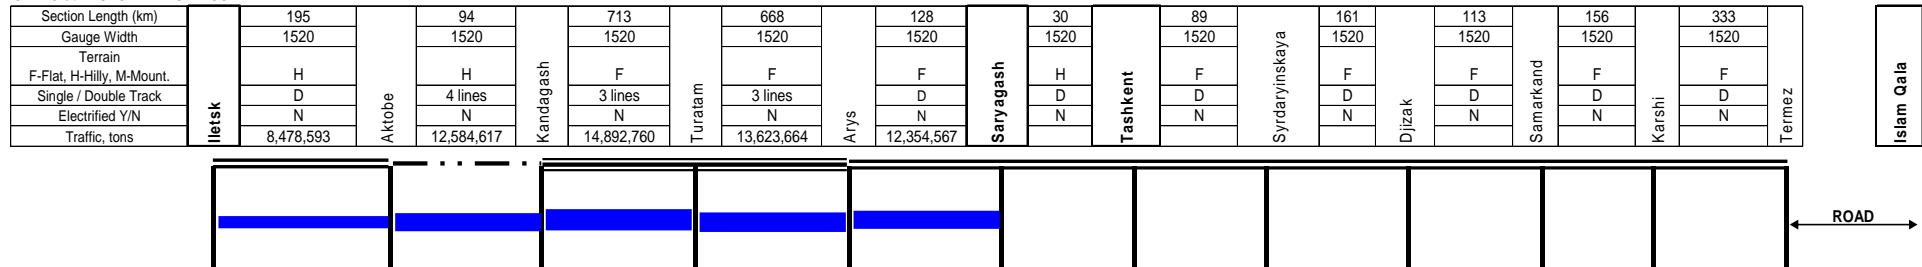 Section Length (km) 195 94 713 668 128 30 89 161 113 156 333
Gauge Width 1520 1520 1520 1520 1520 1520 1520 1520 1520 1520 1520
Terrain
F-Flat, H-Hilly, M-Mount. H H F F F H F F F F F
Single / Double Track D 4 lines 3 lines 3 lines D D D D D D D
Electrified Y/N N N N N N N N N N N N
Traffic, tons 8,478,593 12,584,617 14,892,760 13,623,664 12,354,567
Iletsk
Aktobe
Kandagash
Turatam
Arys
Saryagash
Tashkent
Syrdaryinskaya
Djizak
Samarkand
Karshi
Termez
Islam Qala
ROAD